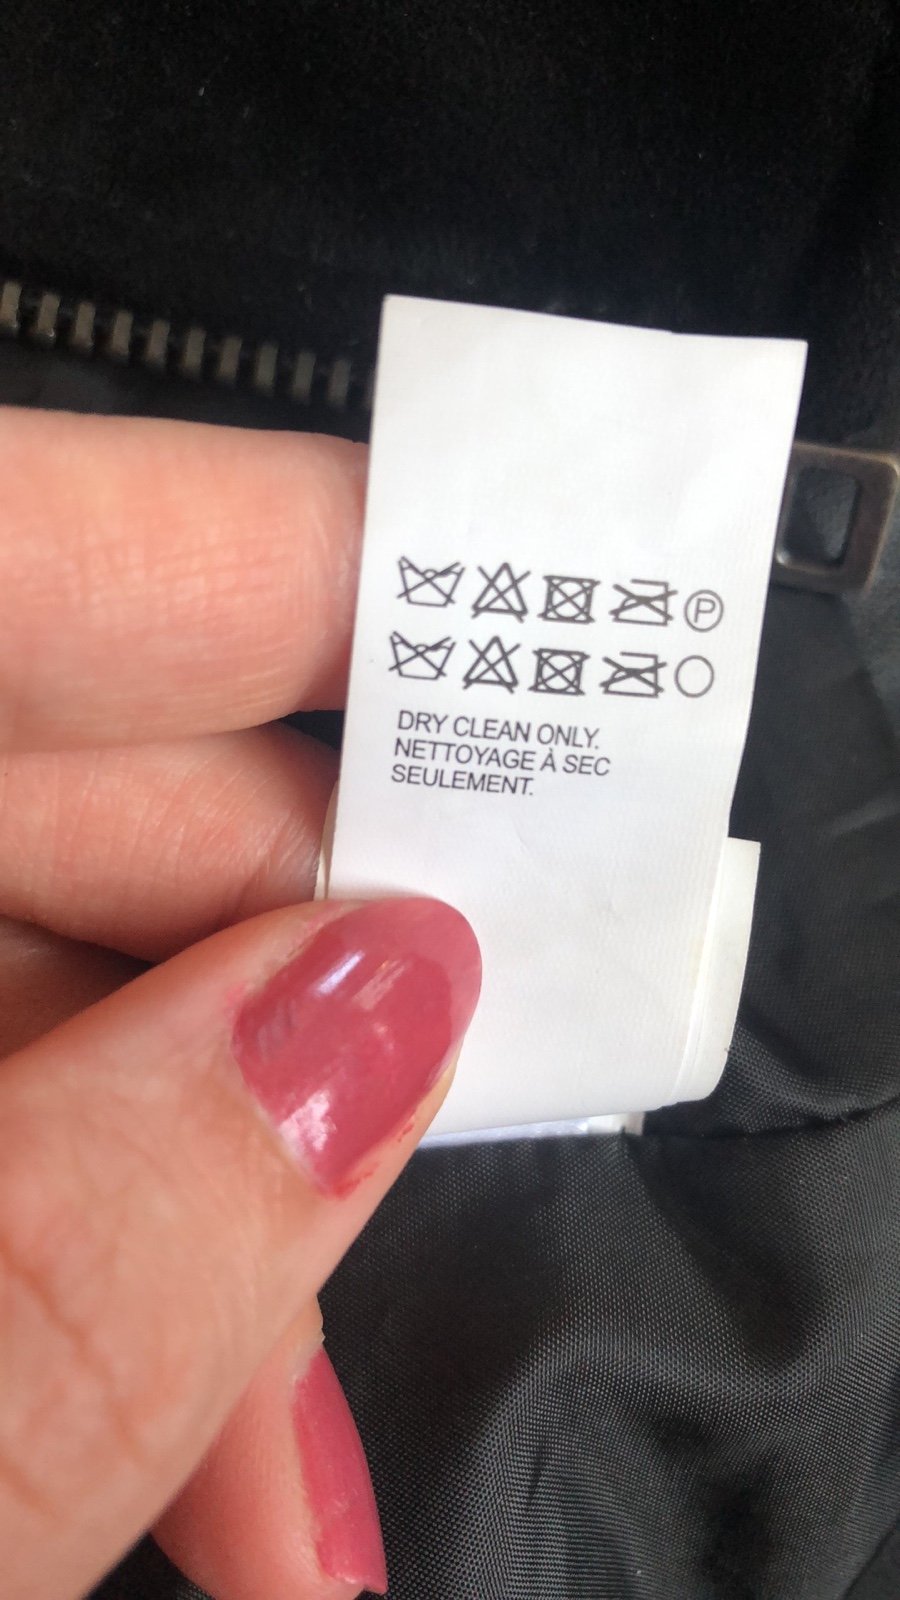 P
DRY CLEAN ONLY.
NETTOYAGE À SEC
SEULEMENT.